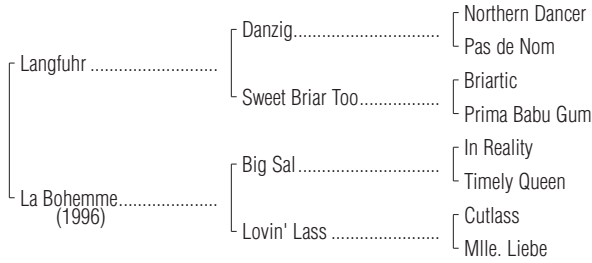 Northern Dancer
Danzig..................................
Pas de Nom
Langfuhr ..........................
Briartic
Sweet Briar Too..................
Prima Babu Gum
In Reality
Big Sal ................................
Timely Queen
La Bohemme....................
(1996)
Cutlass
Lovin' Lass ........................
Mlle. Liebe